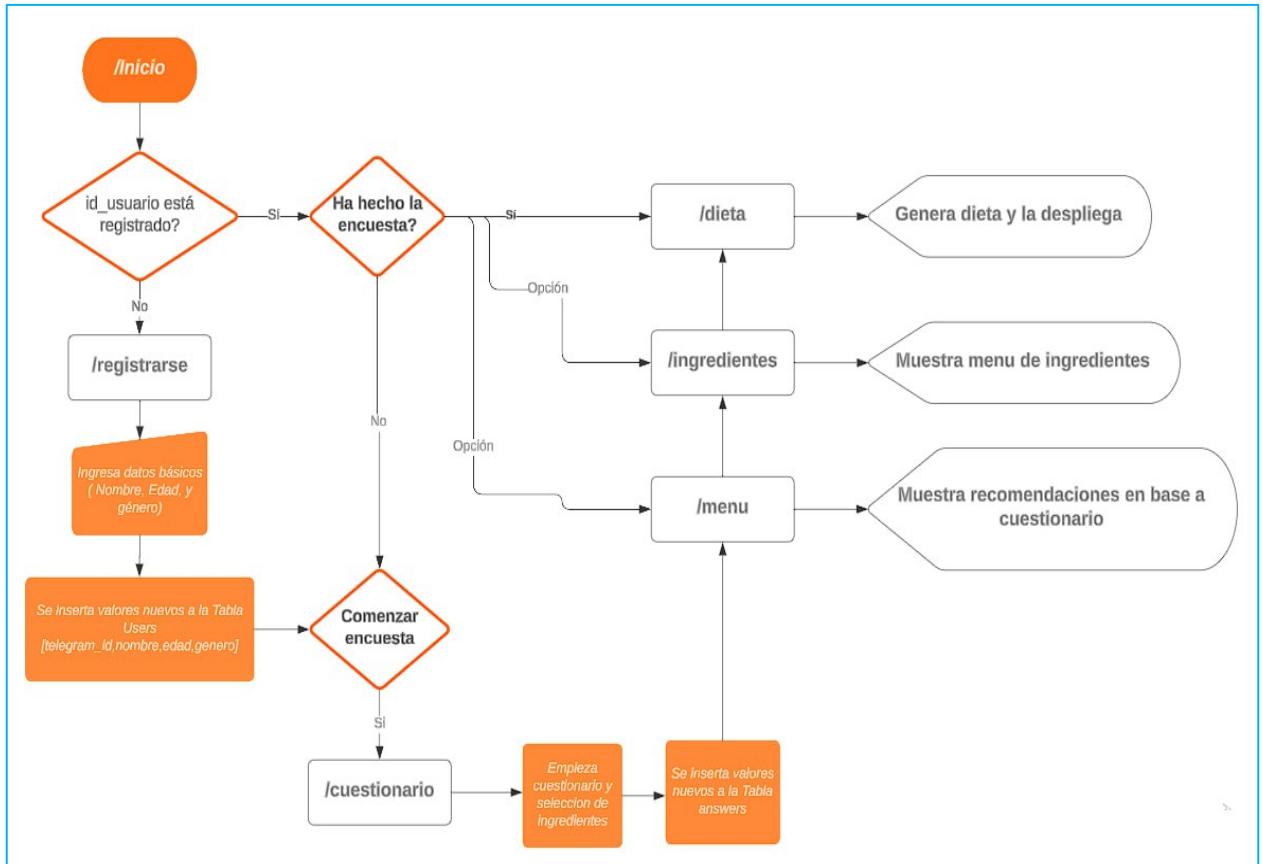 /Inicio
id_usuario está
registrado?
Sí
Ha hecho la
encuesta?
Sí
/dieta
Genera dieta y la despliega
No
Opción
/registrarse
/ingredientes
Muestra menu de ingredientes
No
Opción
Ingresa datos básicos
( Nombre, Edad, y
género)
/menu
Muestra recomendaciones en base a
cuestionario
Se inserta valores nuevos a la Tabla
Users
[telegram_id,nombre,edad,genero]
Comenzar
encuesta
Si
/cuestionario
Empieza
cuestionario y
seleccion de
ingredientes
Se inserta valores
nuevos a la Tabla
answers